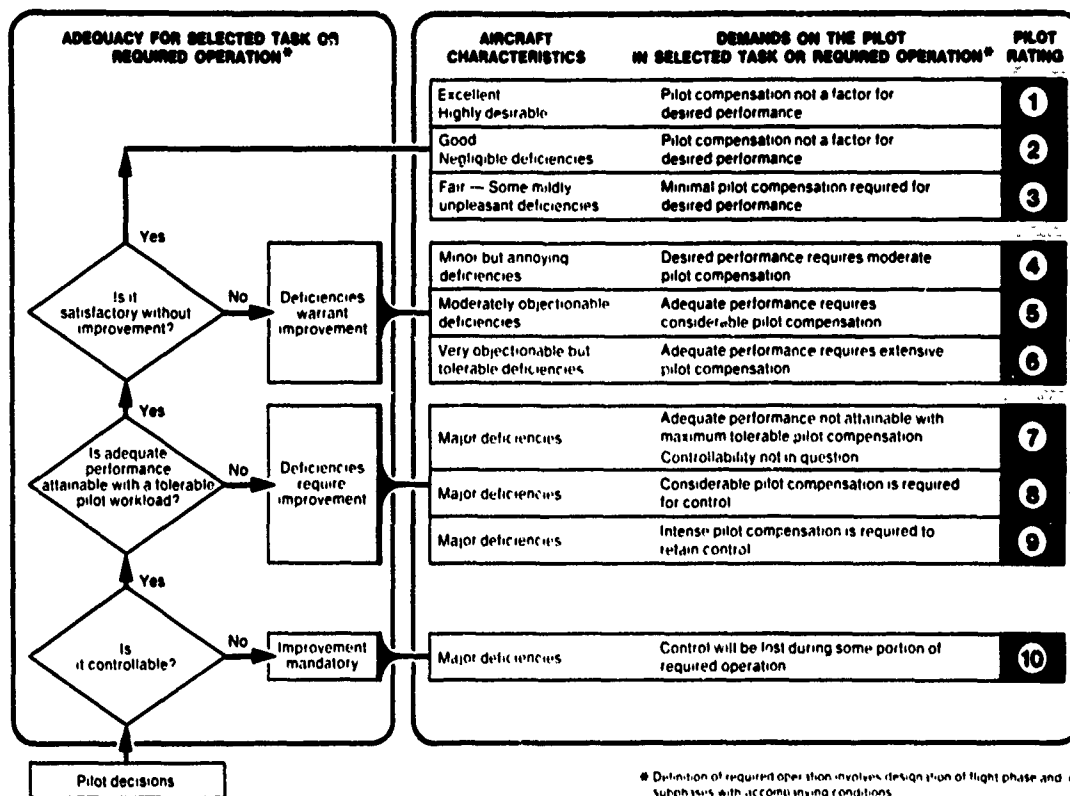 ADEQUACY FOR SELECTED TASK OR
REQUIRED OPERATION*
AIRCRAFT
CHARACTERISTICS
DEMANDS ON THE PILOT
IN SELECTED TASK OR REQUIRED OPERATION*
PILOT
RATING
Excellent
Highly desirable
Pilot compensation not a factor for
desired performance
1
Good
Negligible deficiencies
Pilot compensation not a factor for
desired performance
2
Fair — Some mildly
unpleasant deficiencies
Minimal pilot compensation required for
desired performance
3
Yes
Is it
satisfactory without
improvement?
No
Deficiencies
warrant
improvement
Minor but annoying
deficiencies
Desired performance requires moderate
pilot compensation
4
Moderately objectionable
deficiencies
Adequate performance requires
considerable pilot compensation
5
Very objectionable but
tolerable deficiencies
Adequate performance requires extensive
pilot compensation
6
Yes
Is adequate
performance
attainable with a tolerable
pilot workload?
No
Deficiencies
require
improvement
Major deficiencies
Adequate performance not attainable with
maximum tolerable pilot compensation
Controllability not in question
7
Major deficiencies
Considerable pilot compensation is required
for control
8
Major deficiencies
Intense pilot compensation is required to
retain control
9
Yes
Is
it controllable?
No
Improvement
mandatory
Major deficiencies
Control will be lost during some portion of
required operation
10
Pilot decisions
* Definition of required operation involves designation of flight phase and
subphases with accompanying conditions